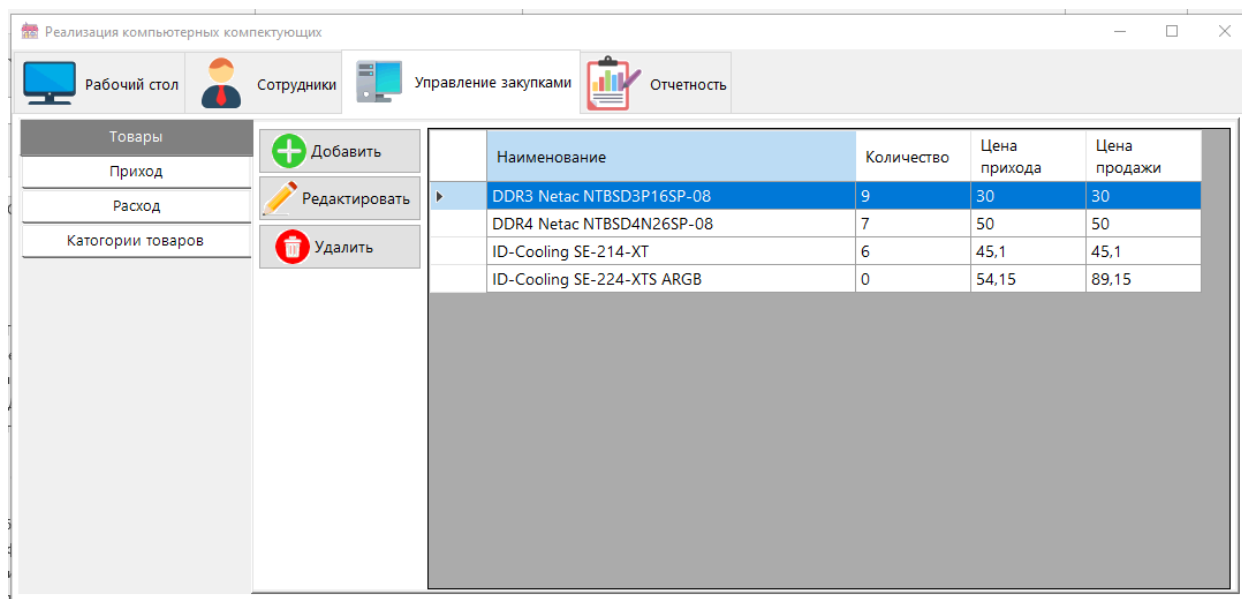 Реализация компьютерных компектующих
Рабочий стол
Сотрудники
Управление закупками
Отчетность
Товары
Приход
Расход
Катогории товаров
Добавить
Редактировать
Удалить
Наименование Количество Цена прихода Цена продажи
DDR3 Netac NTBSD3P16SP-08 9 30 30
DDR4 Netac NTBSD4N26SP-08 7 50 50
ID-Cooling SE-214-XT 6 45,1 45,1
ID-Cooling SE-224-XTS ARGB 0 54,15 89,15